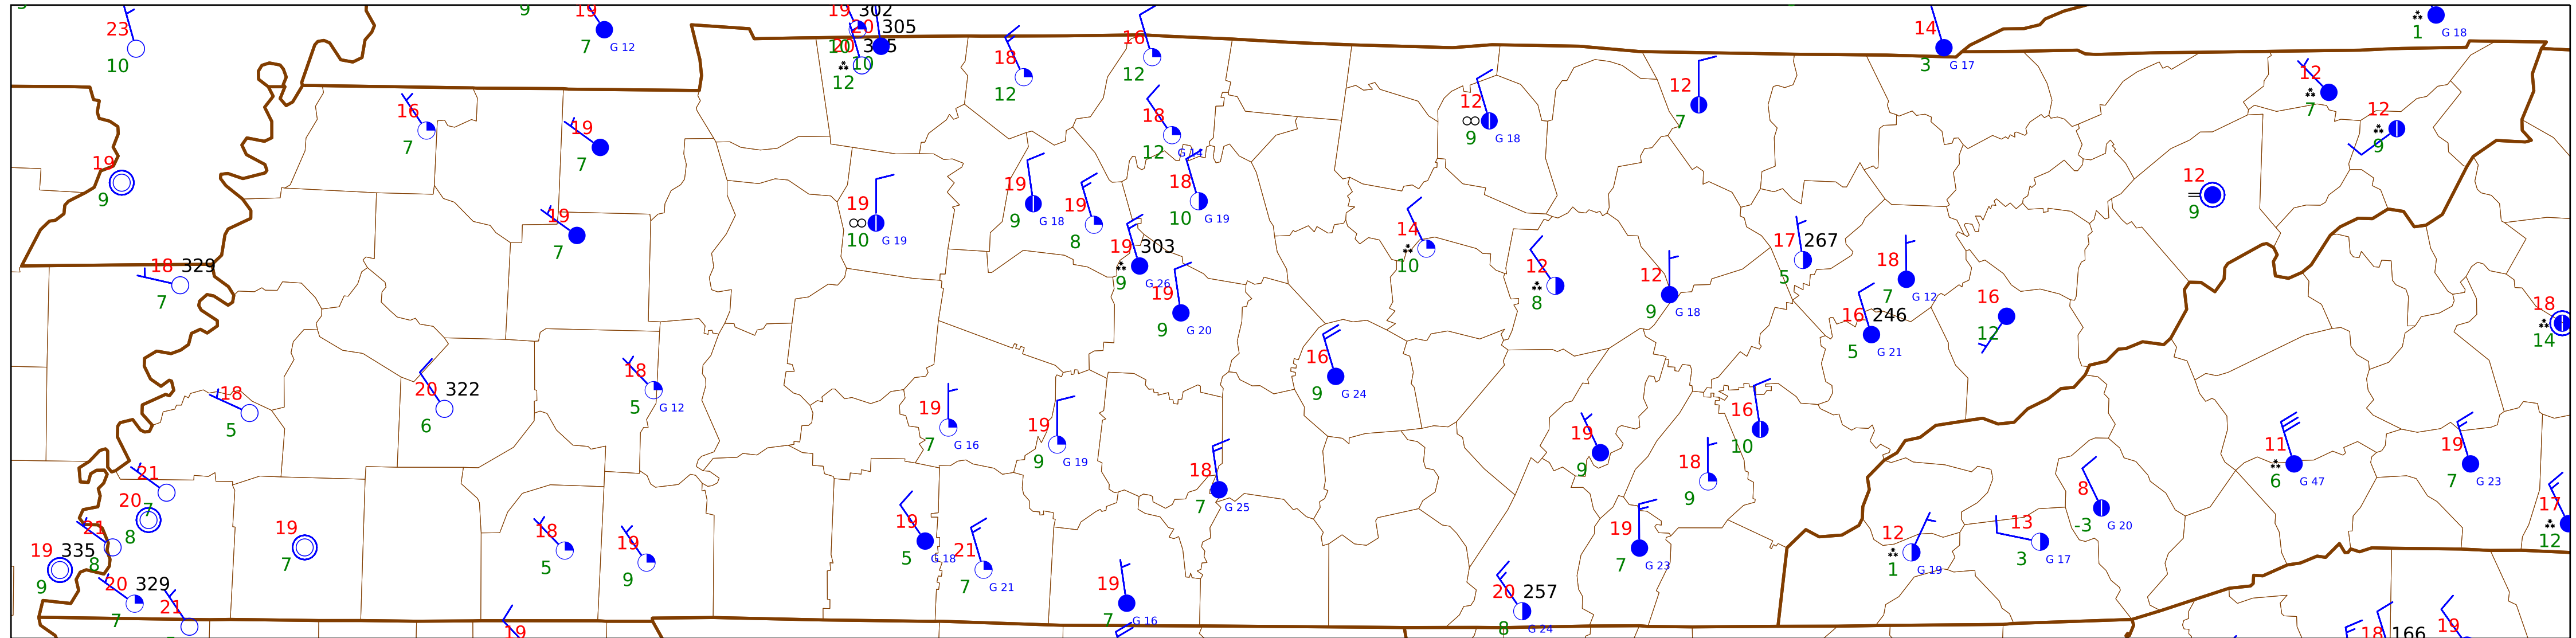 19 302
9 19 14
23 20 305 1 G 18
7 G 12 16
10 18 3 G 17
12 12 12
16 12 12 12
19 18 7 7
7 12 G 14 9 G 18 12
7 9
19 12
9 19 18 9
19 19 10 G 19
19 9 G 18 19
10 G 19 8 14 17 267
7 19 303 10 12 18
18 329 9 G 26 12 5
7 19 8 9 G 18 7 G 12 16 18
9 G 20 16 246 12 14
16 5 G 21
18 20 322 18 9 G 24
5 6 5 G 12 19 19 16
7 G 16 9 G 19 19 18 10 11 19
21 18 9 9 6 G 47 7 G 23
20 7 7 G 25 8 17
8 -3 G 20
21 19 18 19 19 19 12 13 12
19 335 8 7 5 5 G 18 21 7 G 23 1 G 19 3 G 17
9 20 329 9 7 G 21 19 20 257
7 21 7 G 16 8 G 24
19 18 166 19